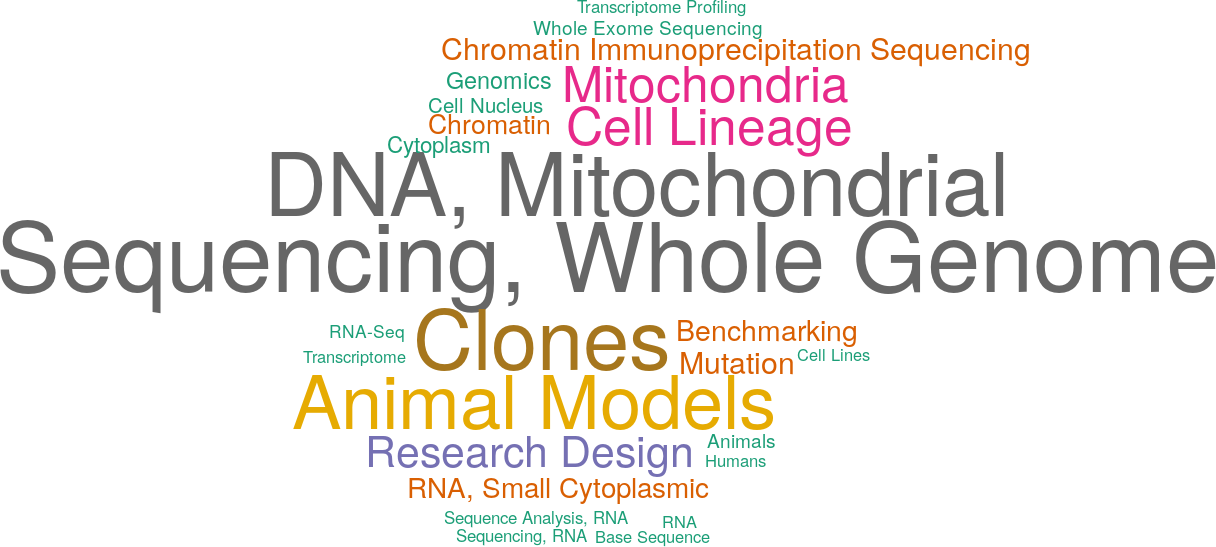 Transcriptome Profiling
Whole Exome Sequencing
Chromatin Immunoprecipitation Sequencing
Genomics
Mitochondria
Cell Nucleus
Chromatin
Cell Lineage
Cytoplasm
DNA, Mitochondrial
Sequencing, Whole Genome
RNA-Seq
Clones
Benchmarking
Transcriptome
Mutation
Cell Lines
Animal Models
Research Design
Animals
Humans
RNA, Small Cytoplasmic
Sequence Analysis, RNA
RNA
Sequencing, RNA
Base Sequence